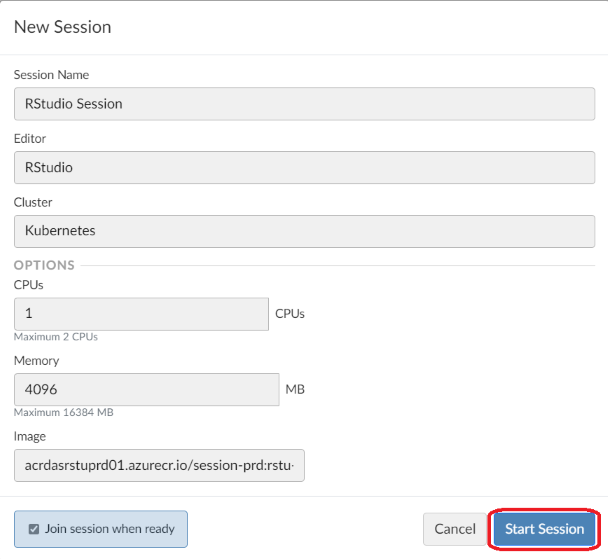 New Session
Session Name
RStudio Session
Editor
RStudio
Cluster
Kubernetes
OPTIONS
CPUs
1 CPUs
Maximum 2 CPUs
Memory
4096 MB
Maximum 16384 MB
Image
acrdasrstuprd01.azurecr.io/session-prd:rstu
Join session when ready Cancel Start Session